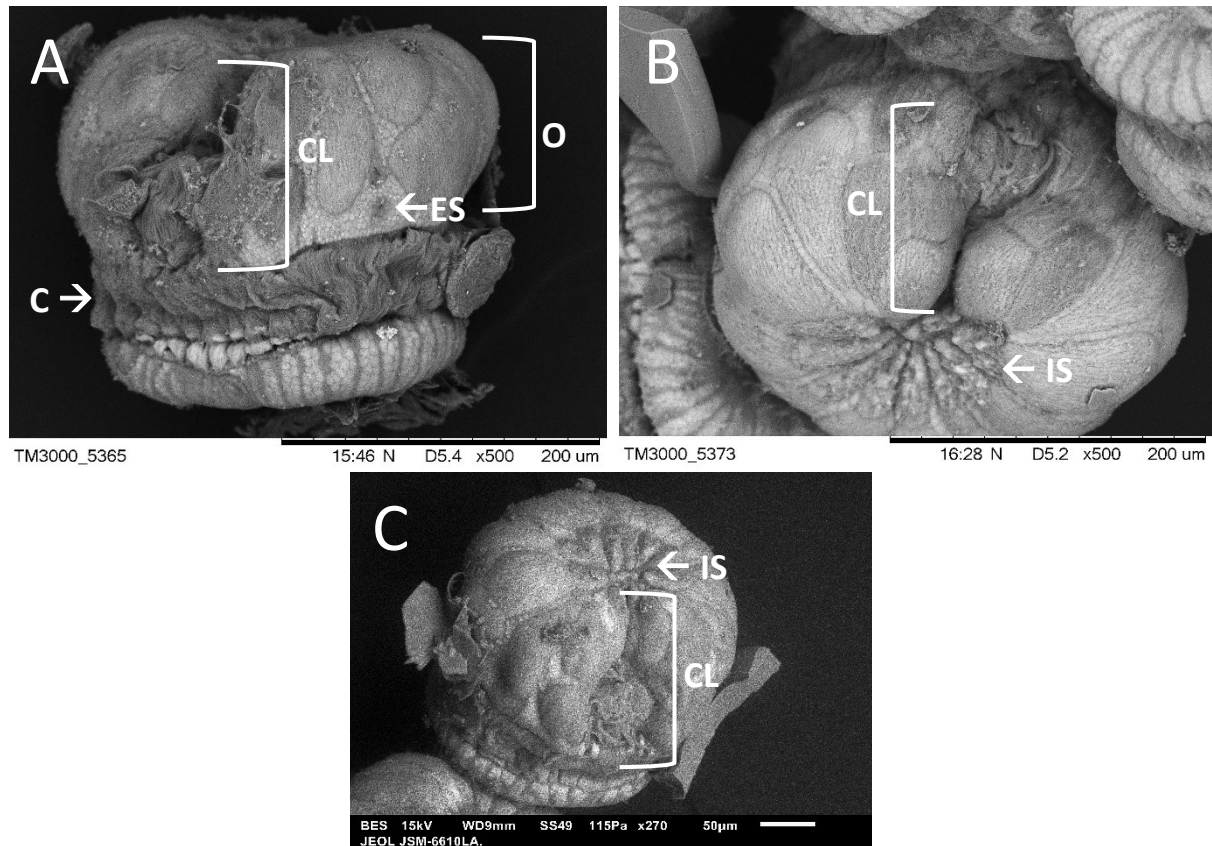 A
CL
O
← ES
C →
TM3000_5365 15:46 N D5.4 x500 200 um
B
CL
← IS
TM3000_5373 16:28 N D5.2 x500 200 um
C
← IS
CL
BES 15kV WD9mm SS49 115Pa x270 50µm
JEOL JSM-6610LA.